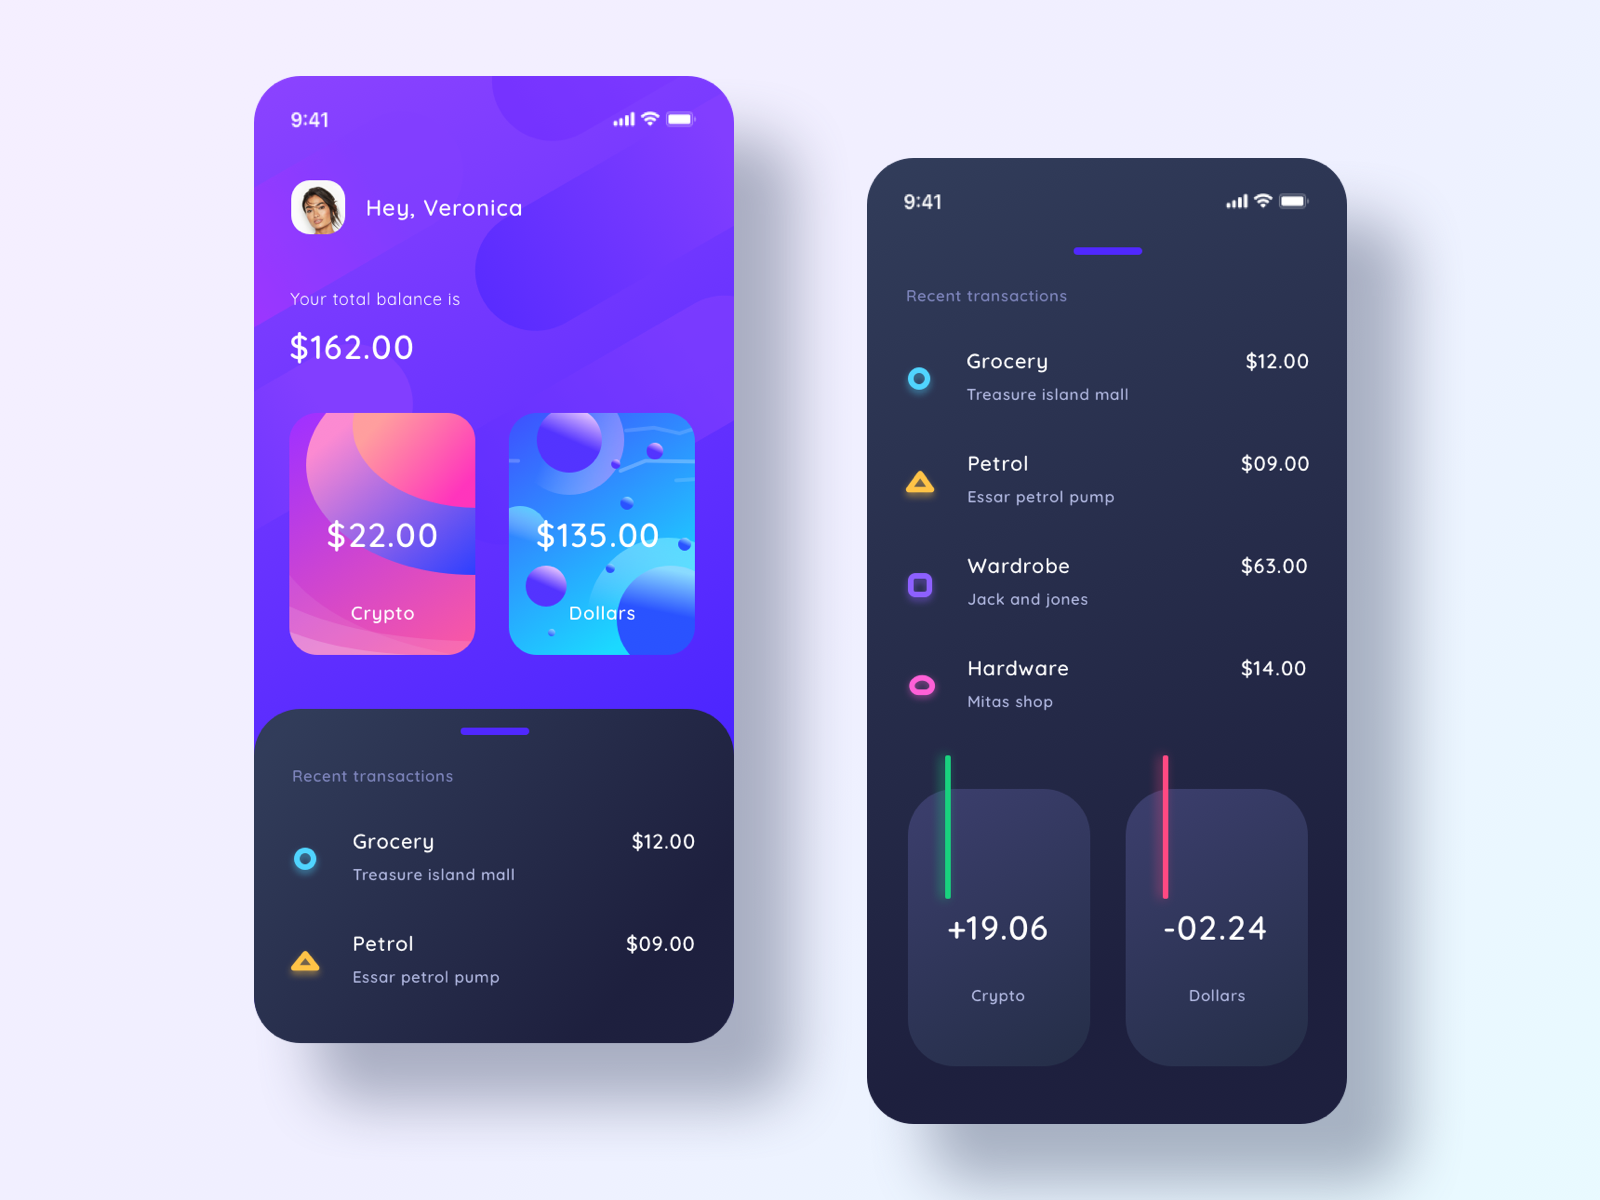 9:41
Hey, Veronica
Your total balance is
$162.00
$22.00
Crypto
$135.00
Dollars
Recent transactions
Grocery
$12.00
Treasure island mall
Petrol
$09.00
Essar petrol pump
9:41
Recent transactions
Grocery
$12.00
Treasure island mall
Petrol
$09.00
Essar petrol pump
Wardrobe
$63.00
Jack and jones
Hardware
$14.00
Mitas shop
+19.06
Crypto
-02.24
Dollars